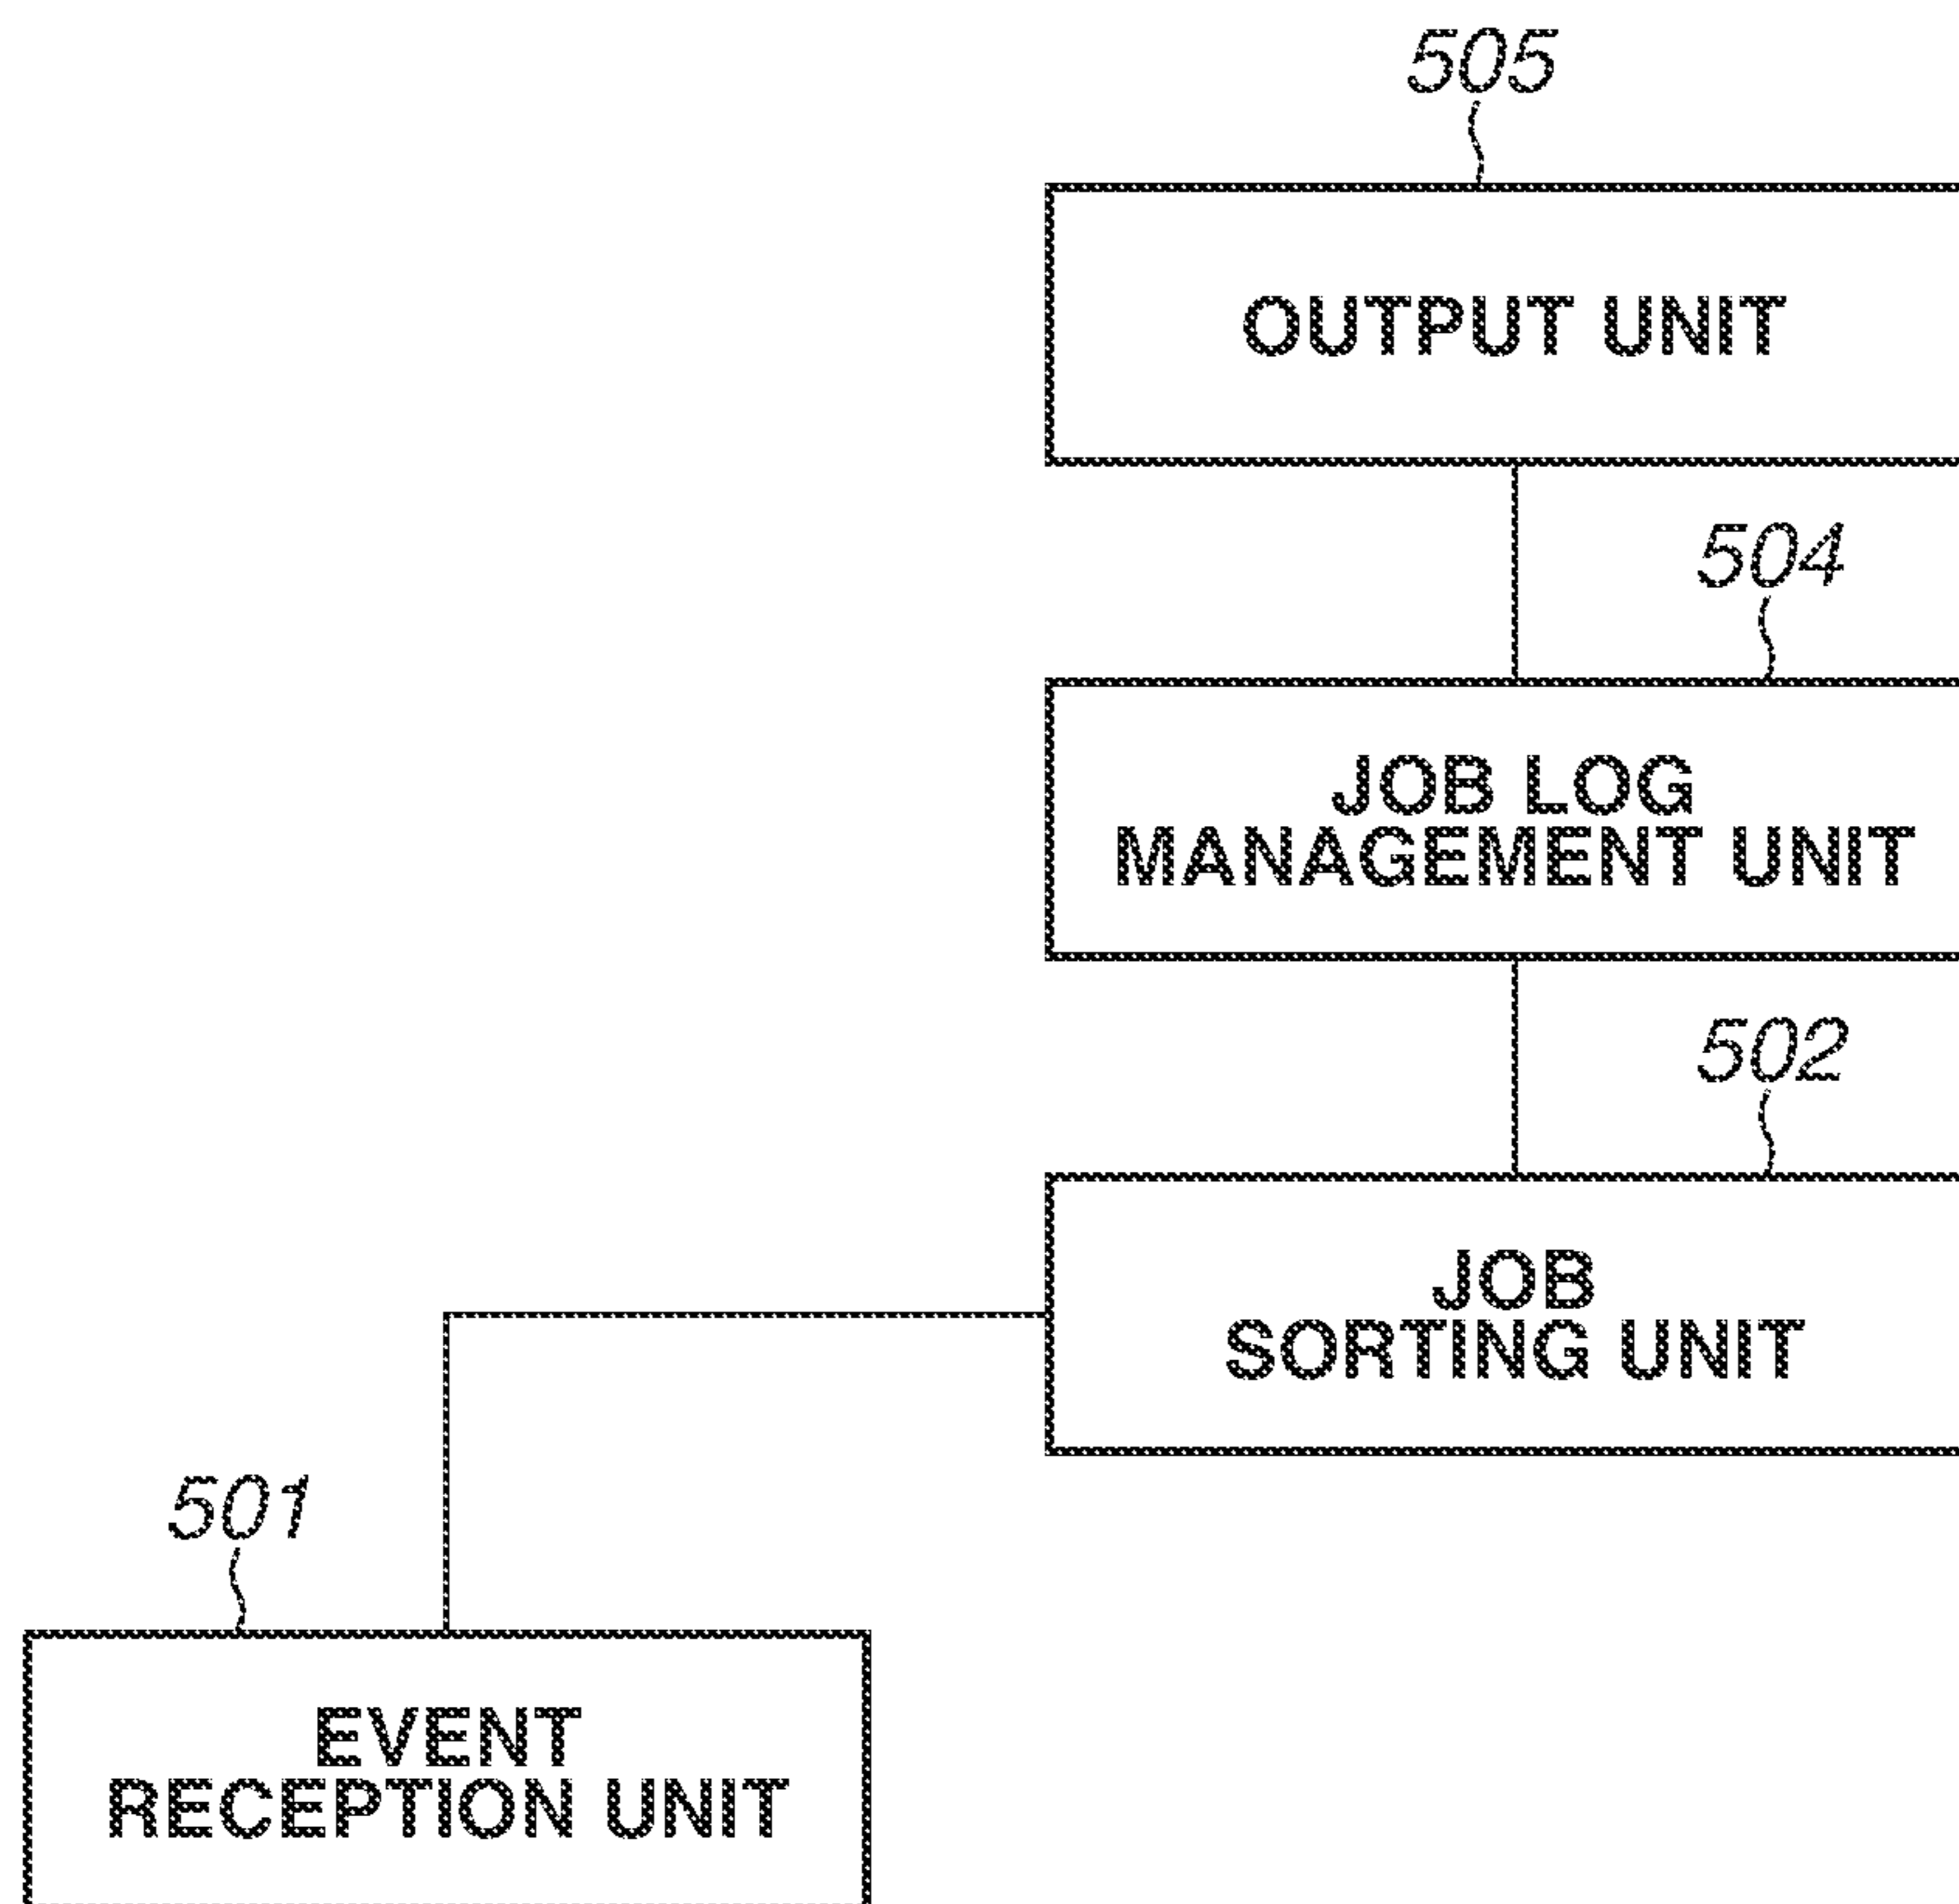 505
OUTPUT UNIT
504
JOB LOG
MANAGEMENT UNIT
502
JOB
SORTING UNIT
501
EVENT
RECEPTION UNIT